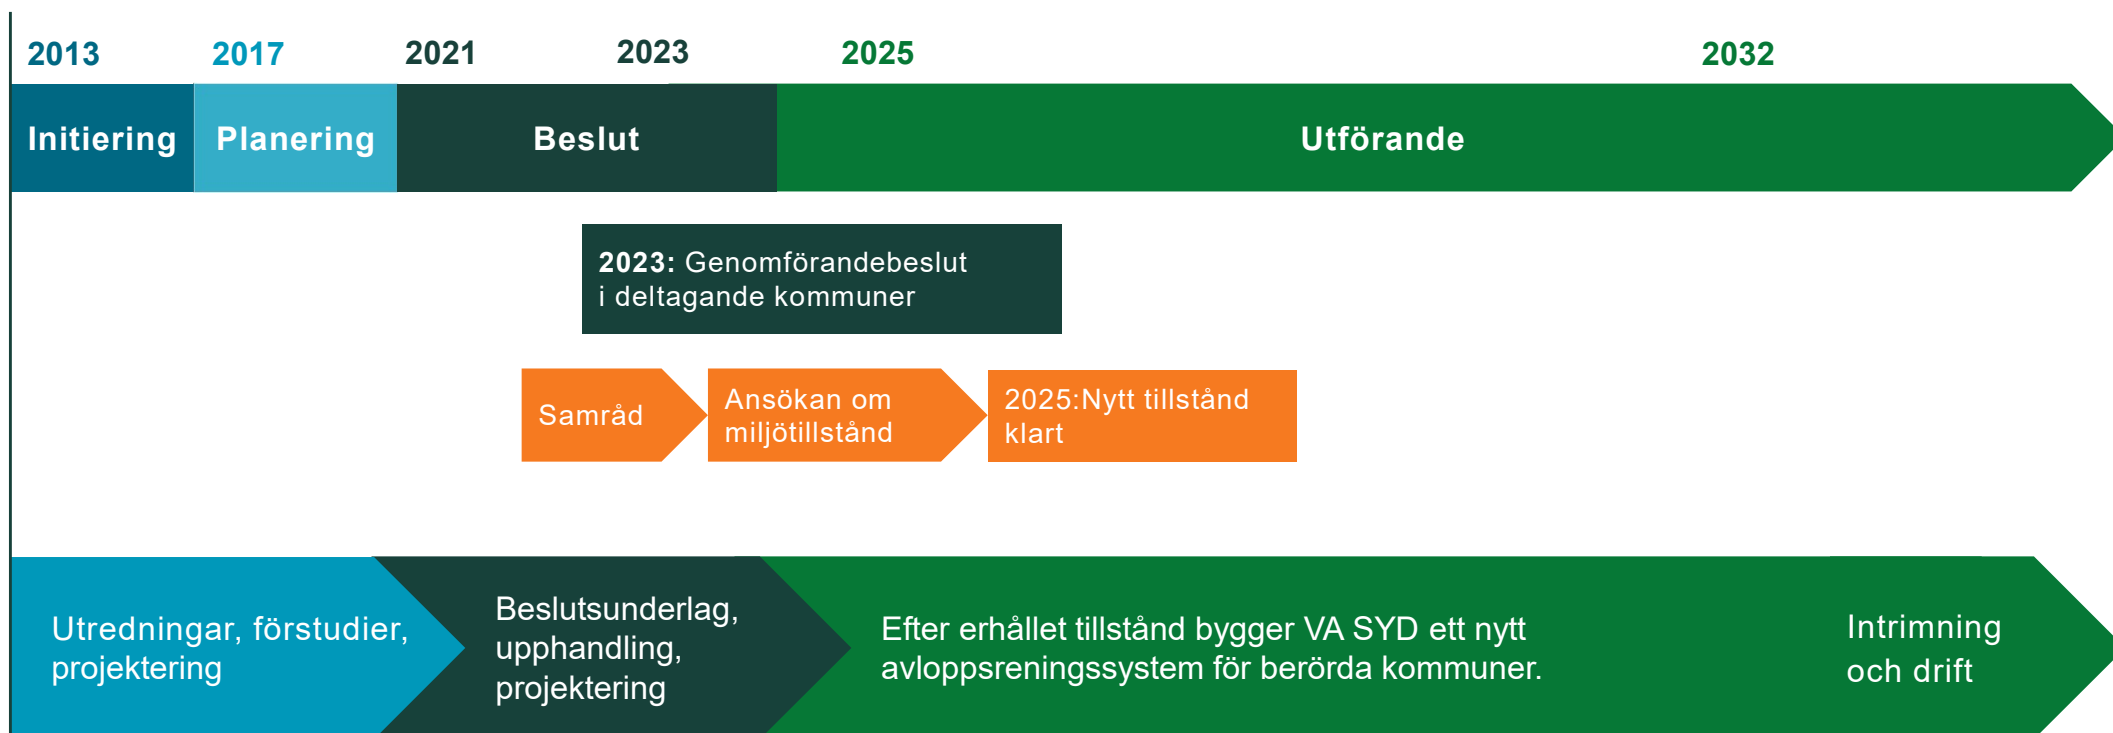 2013 2017 2021 2023 2025 2032
Initiering Planering Beslut Utförande
2023: Genomförandebeslut
i deltagande kommuner
Samråd
Ansökan om
miljötillstånd
2025:Nytt tillstånd
klart
Utredningar, förstudier,
projektering
Beslutsunderlag,
upphandling,
projektering
Efter erhållet tillstånd bygger VA SYD ett nytt
avloppsreningssystem för berörda kommuner.
Intrimning
och drift